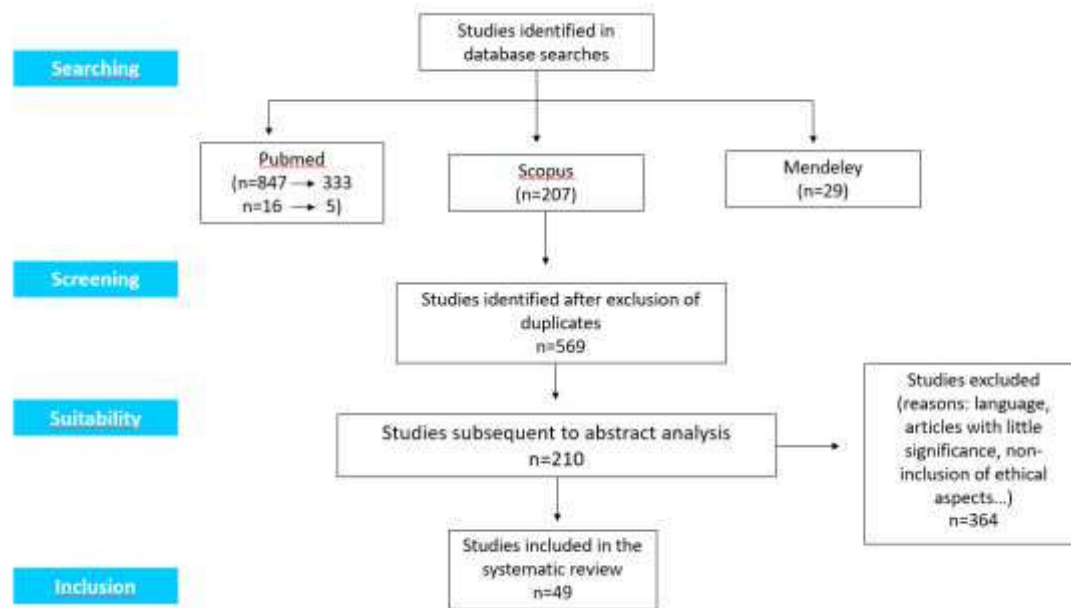 Studies identified in
database searches
Searching
Pubmed
(n=847 → 333
n=16 → 5)
Scopus
(n=207)
Mendeley
(n=29)
Screening
Studies identified after exclusion of
duplicates
n=569
Suitability
Studies subsequent to abstract analysis
n=210
Studies excluded
(reasons: language,
articles with little
significance, non-
inclusion of ethical
aspects...)
n=364
Studies included in the
systematic review
n=49
Inclusion